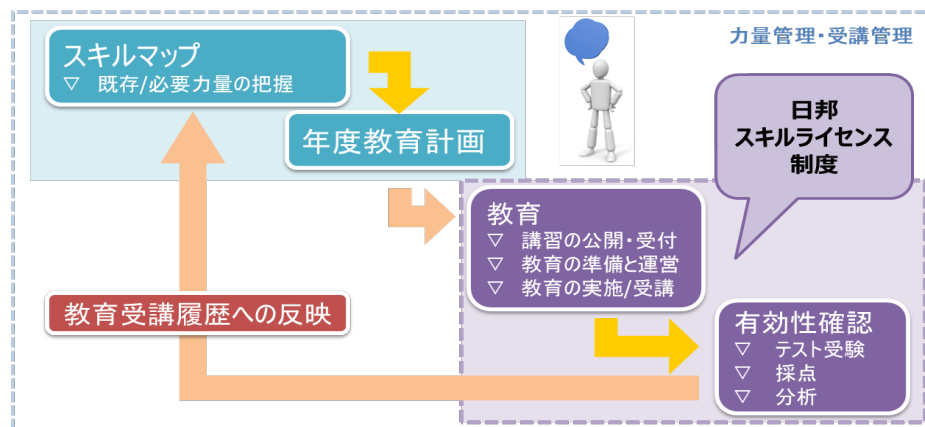 力量管理・受講管理
スキルマップ
▽ 既存/必要力量の把握
年度教育計画
日邦
スキルライセンス
制度
教育
▽ 講習の公開・受付
▽ 教育の準備と運営
▽ 教育の実施/受講
教育受講履歴への反映
有効性確認
▽ テスト受験
▽ 採点
▽ 分析